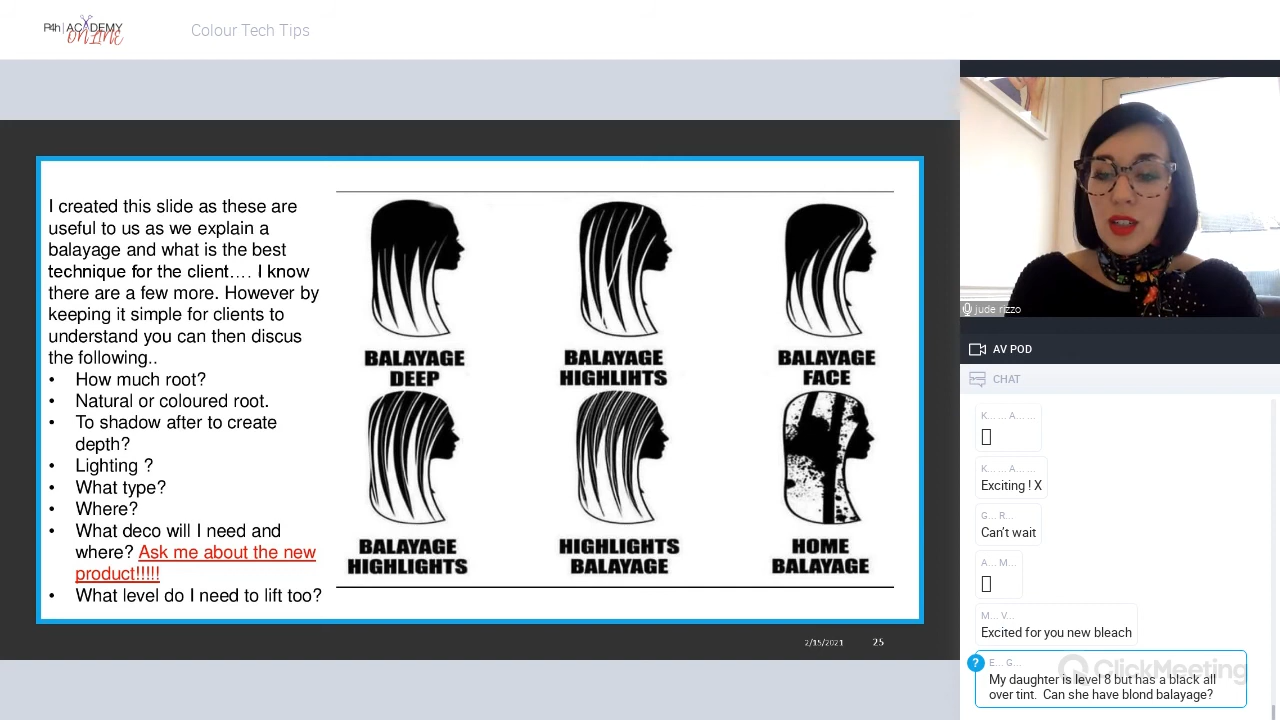 P4h | ACADEMY
ONLINE
Colour Tech Tips
I created this slide as these are
useful to us as we explain a
balayage and what is the best
technique for the client…. I know
there are a few more. However by
keeping it simple for clients to
understand you can then discus
the following..
• How much root?
• Natural or coloured root.
• To shadow after to create
depth?
• Lighting ?
• What type?
• Where?
• What deco will I need and
where? Ask me about the new
product!!!!!
• What level do I need to lift too?
BALAYAGE
DEEP
BALAYAGE
HIGHLIHTS
BALAYAGE
FACE
BALAYAGE
HIGHLIGHTS
HIGHLIGHTS
BALAYAGE
HOME
BALAYAGE
2/15/2021
25
jude rizzo
AV POD
CHAT
K... ... A... ...
K... ... A... ...
Exciting ! X
G... R...
Can't wait
A... M...
M... V...
Excited for you new bleach
?
E... G...
ClickMeeting
My daughter is level 8 but has a black all
over tint. Can she have blond balayage?